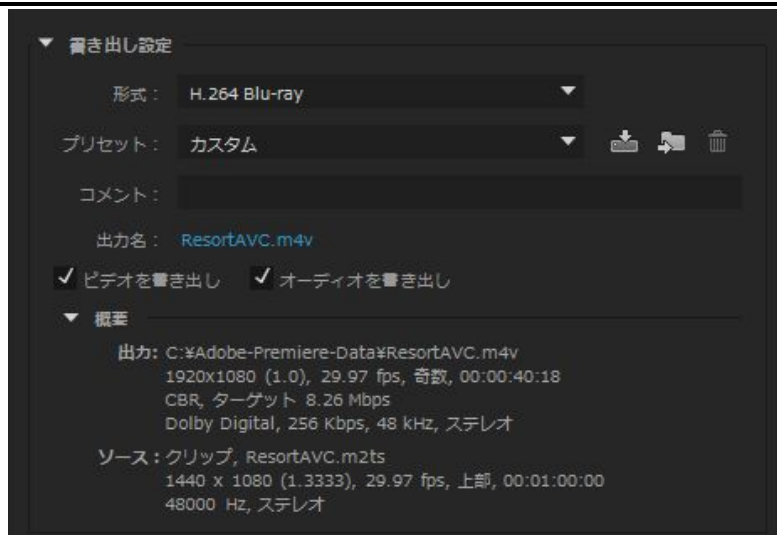 書き出し設定
形式： H.264 Blu-ray
プリセット： カスタム
コメント：
出力名： ResortAVC.m4v
ビデオを書き出し オーディオを書き出し
概要
出力: C:¥Adobe-Premiere-Data¥ResortAVC.m4v
1920x1080 (1.0), 29.97 fps, 奇数, 00:00:40:18
CBR, ターゲット 8.26 Mbps
Dolby Digital, 256 Kbps, 48 kHz, ステレオ
ソース： クリップ, ResortAVC.m2ts
1440 x 1080 (1.3333), 29.97 fps, 上部, 00:01:00:00
48000 Hz, ステレオ